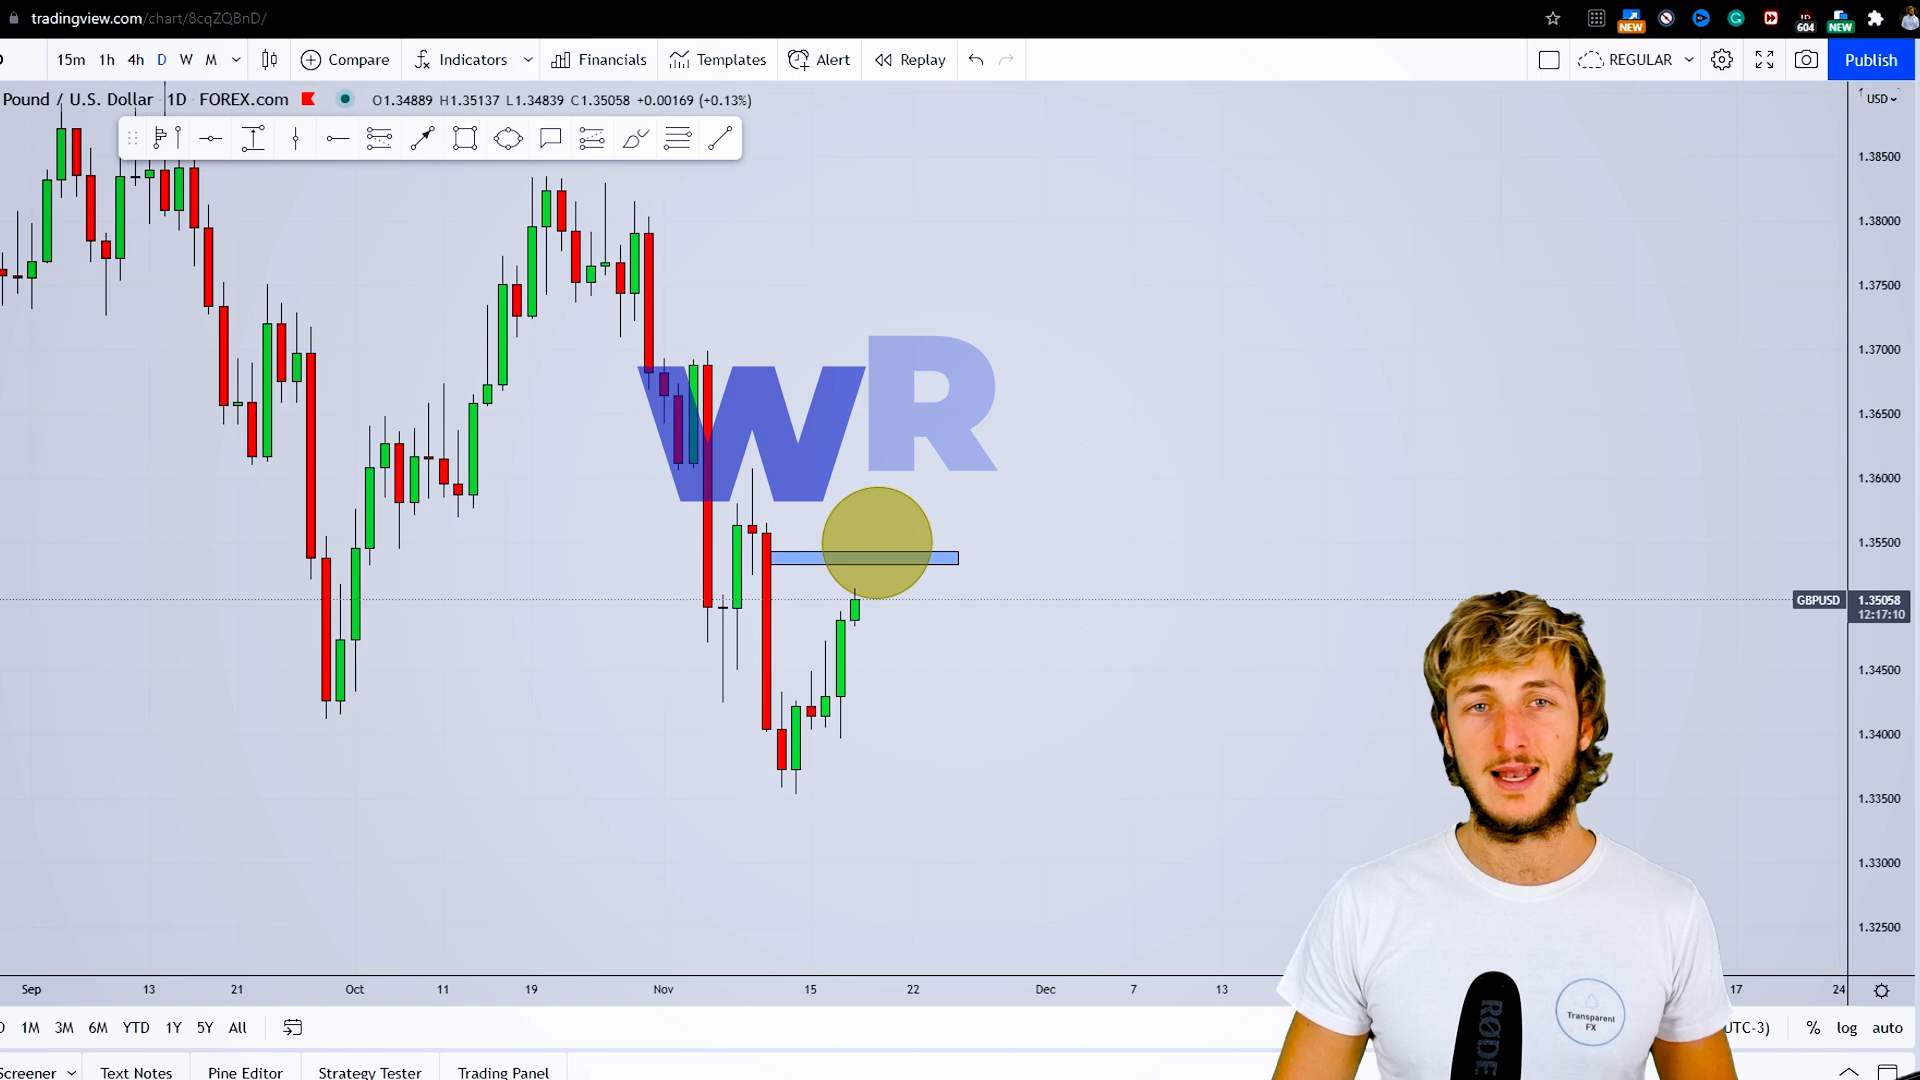 tradingview.com/chart/8cqZQBnD/
NEW
604
NEW
15m 1h 4h D W M
Compare
Indicators
Financials
Templates
Alert
Replay
REGULAR
Publish
Pound / U.S. Dollar 1D FOREX.com
O1.34889 H1.35137 L1.34839 C1.35058 +0.00169 (+0.13%)
USD
1.38500
1.38000
1.37500
1.37000
1.36500
1.36000
1.35500
GBPUSD 1.35058
12:17:10
1.34500
1.34000
1.33500
1.33000
1.32500
WR
RØDE
Transparent
FX
Sep 13 21 Oct 11 19 Nov 15 22 Dec 7 13 17 24
1M 3M 6M YTD 1Y 5Y All
UTC-3) % log auto
Screener Text Notes Pine Editor Strategy Tester Trading Panel